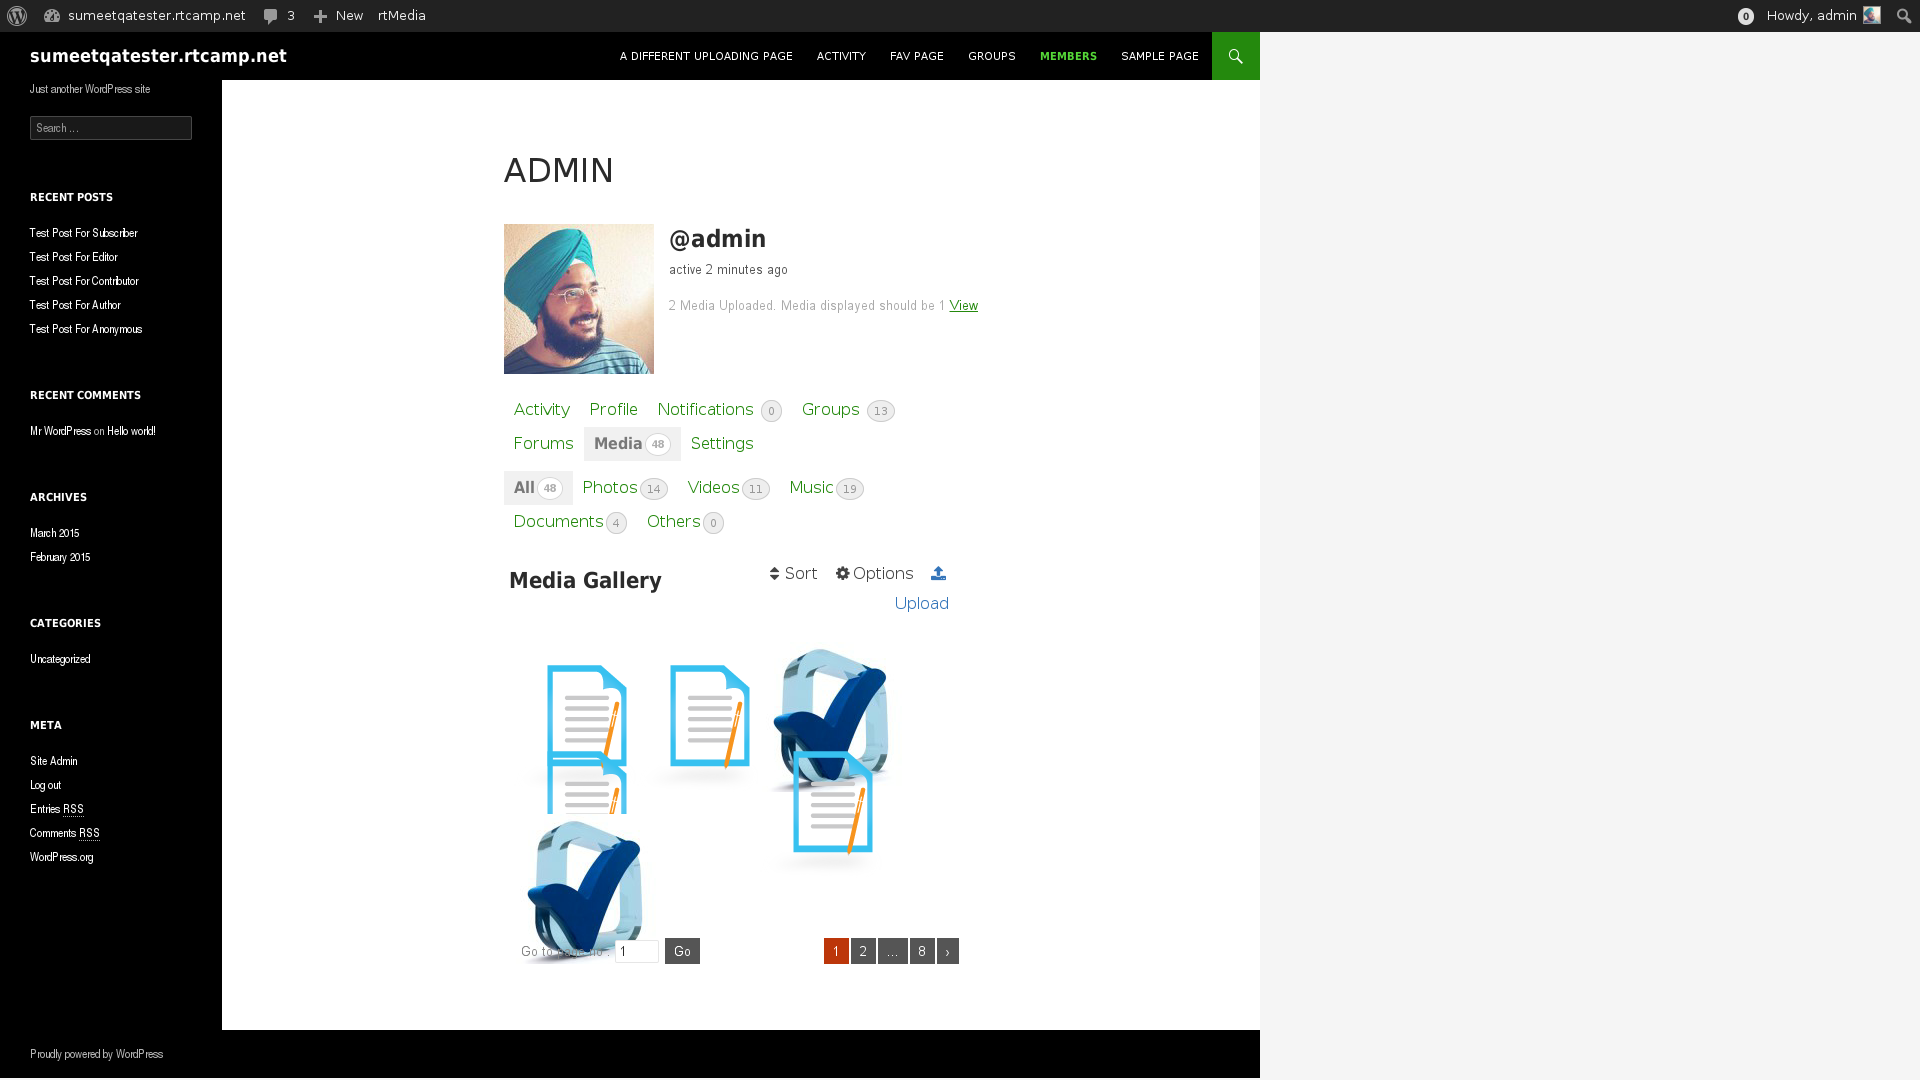 sumeetqatester.rtcamp.net 3 New rtMedia 0 Howdy, admin
sumeetqatester.rtcamp.net A DIFFERENT UPLOADING PAGE ACTIVITY FAV PAGE GROUPS MEMBERS SAMPLE PAGE
Just another WordPress site
Search ...
RECENT POSTS
Test Post For Subscriber
Test Post For Editor
Test Post For Contributor
Test Post For Author
Test Post For Anonymous
RECENT COMMENTS
Mr WordPress on Hello world!
ARCHIVES
March 2015
February 2015
CATEGORIES
Uncategorized
META
Site Admin
Log out
Entries RSS
Comments RSS
WordPress.org
ADMIN
@admin
active 2 minutes ago
2 Media Uploaded. Media displayed should be 1 View
Activity Profile Notifications 0 Groups 13
Forums Media 48 Settings
All 48 Photos 14 Videos 11 Music 19
Documents 4 Others 0
Media Gallery Sort Options
Upload
Go to page no : 1 Go 1 2 ... 8 ›
Proudly powered by WordPress